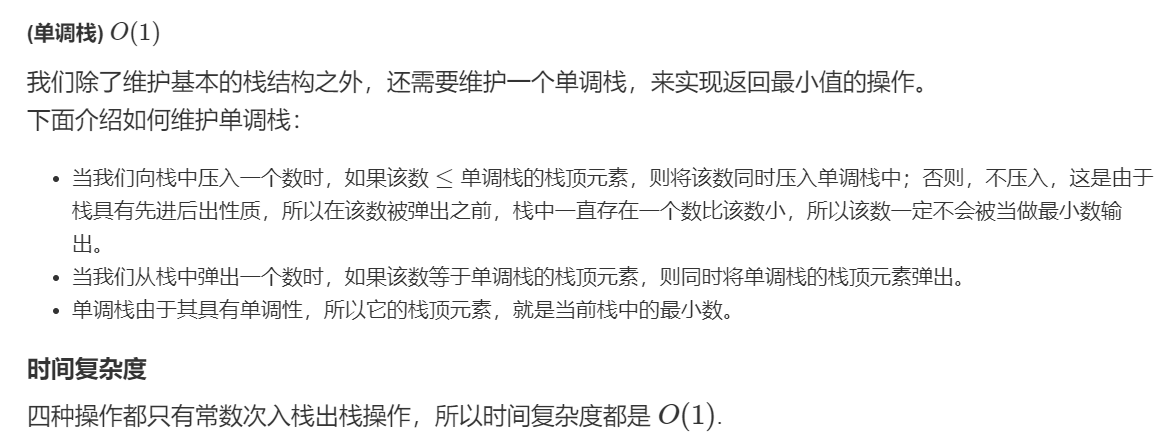 (单调栈) O(1)
我们除了维护基本的栈结构之外，还需要维护一个单调栈，来实现返回最小值的操作。
下面介绍如何维护单调栈：
• 当我们向栈中压入一个数时，如果该数 ≤ 单调栈的栈顶元素，则将该数同时压入单调栈中；否则，不压入，这是由于
栈具有先进后出性质，所以在该数被弹出之前，栈中一直存在一个数比该数小，所以该数一定不会被当做最小数输
出。
• 当我们从栈中弹出一个数时，如果该数等于单调栈的栈顶元素，则同时将单调栈的栈顶元素弹出。
• 单调栈由于其具有单调性，所以它的栈顶元素，就是当前栈中的最小数。
时间复杂度
四种操作都只有常数次入栈出栈操作，所以时间复杂度都是 O(1).